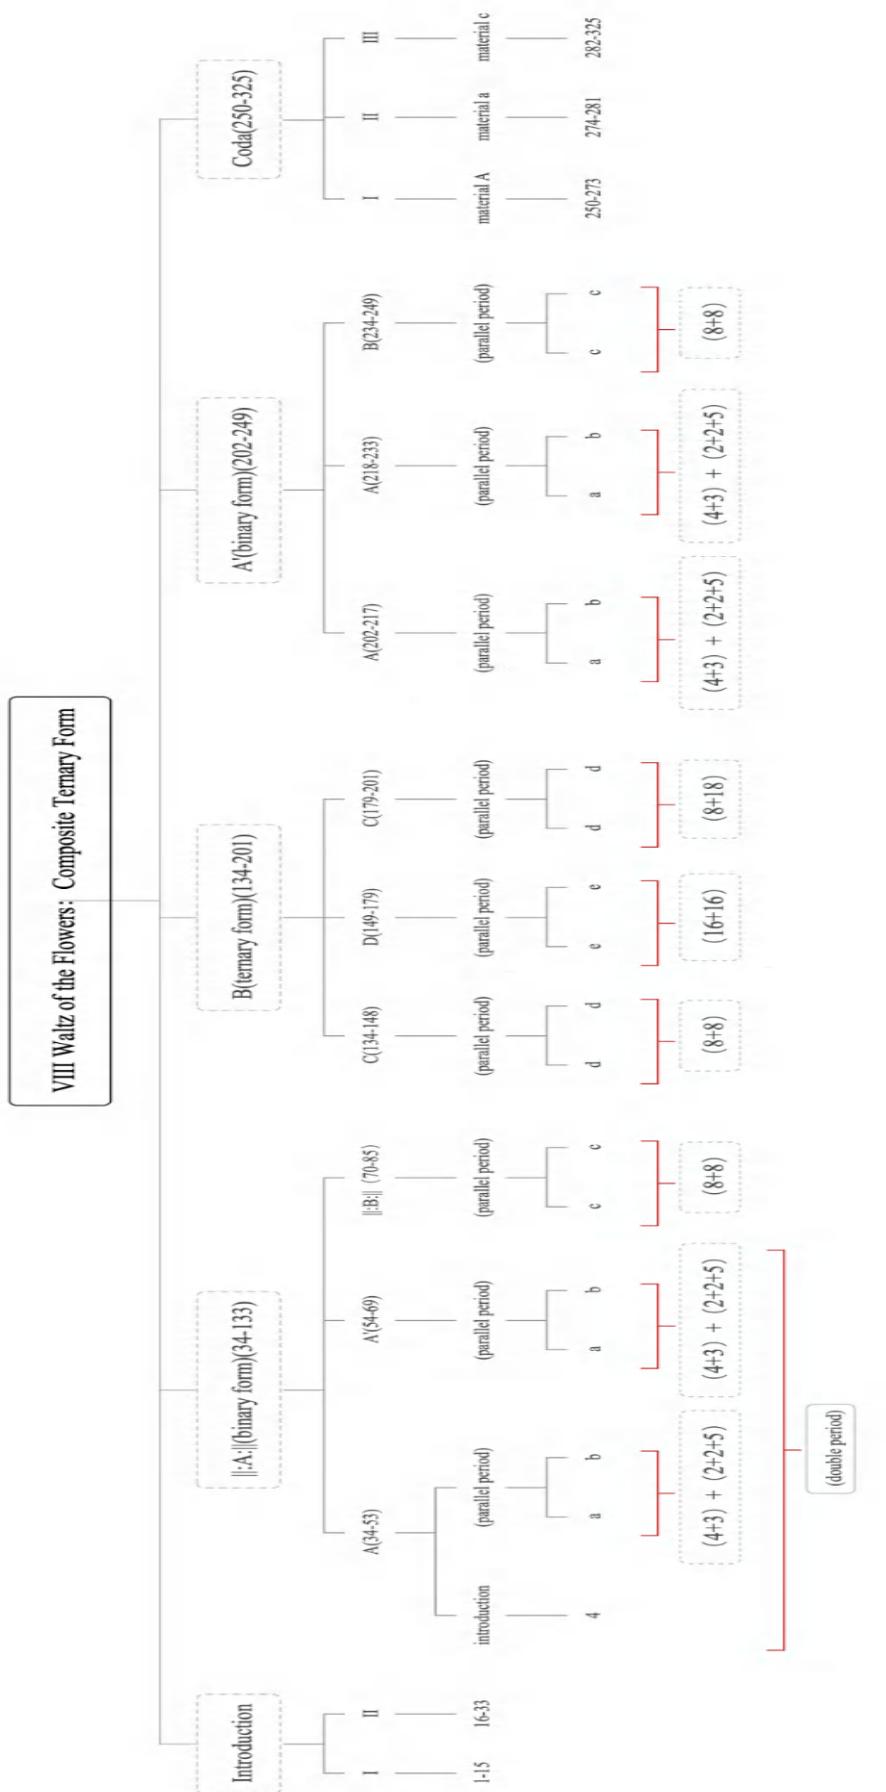 VIII Waltz of the Flowers: Composite Ternary Form
Introduction
||:A:||(binary form)(34-133)
B(ternary form)(134-201)
A'(binary form)(202-249)
Coda(250-325)
I
II
A(34-53)
A'(54-69)
||:B:|| (70-85)
C(134-148)
D(149-179)
C(179-201)
A(202-217)
A(218-233)
B(234-249)
I
II
III
1-15
16-33
introduction
(parallel period)
(parallel period)
(parallel period)
(parallel period)
(parallel period)
(parallel period)
(parallel period)
(parallel period)
(parallel period)
material A
material a
material c
4
a
b
a
b
c
c
d
d
e
e
d
d
a
b
a
b
c
c
250-273
274-281
282-325
(4+3) + (2+2+5)
(4+3) + (2+2+5)
(8+8)
(8+8)
(16+16)
(8+18)
(4+3) + (2+2+5)
(4+3) + (2+2+5)
(8+8)
(double period)